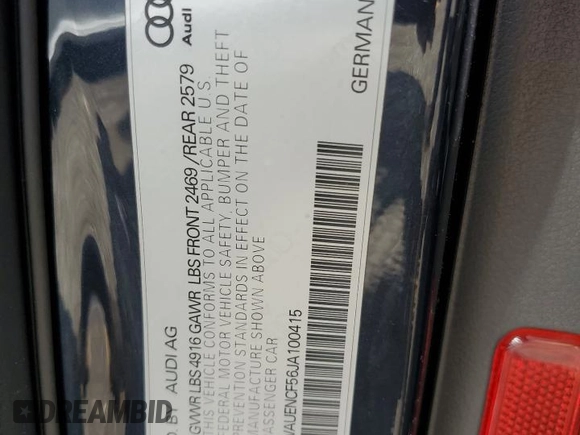 Audi
GERMAN
D BY AUDI AG
GVWR LBS 4916 GAWR LBS FRONT 2469 / REAR 2579
THIS VEHICLE CONFORMS TO ALL APPLICABLE U S
FEDERAL MOTOR VEHICLE SAFETY, BUMPER AND THEFT
PREVENTION STANDARDS IN EFFECT ON THE DATE OF
MANUFACTURE SHOWN ABOVE
PASSENGER CAR
WAUENCF56JA100415
DREAMBID